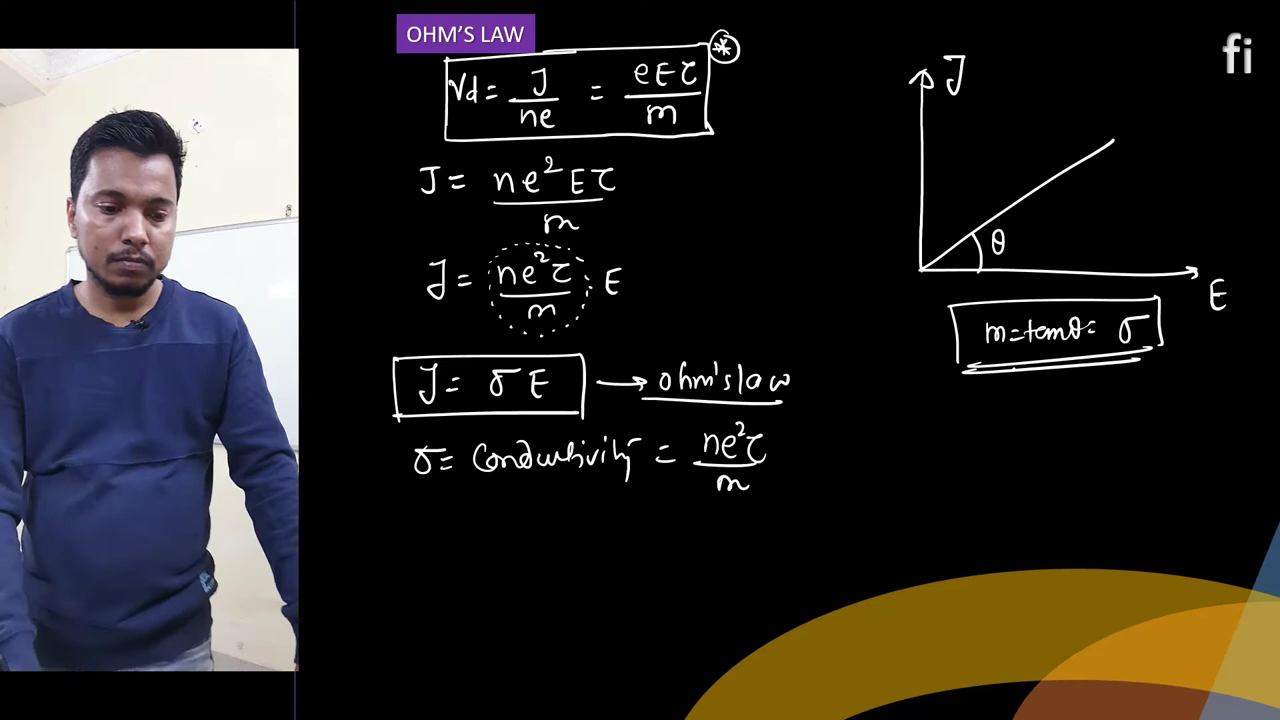 OHM'S LAW
fi
Vd = J/ne = eEτ/m *
J = ne²Eτ/m
J = ne²τ/m E
J = σ E → ohm's law
σ = conductivity = ne²τ/m
J
θ
E
m = tanθ = σ